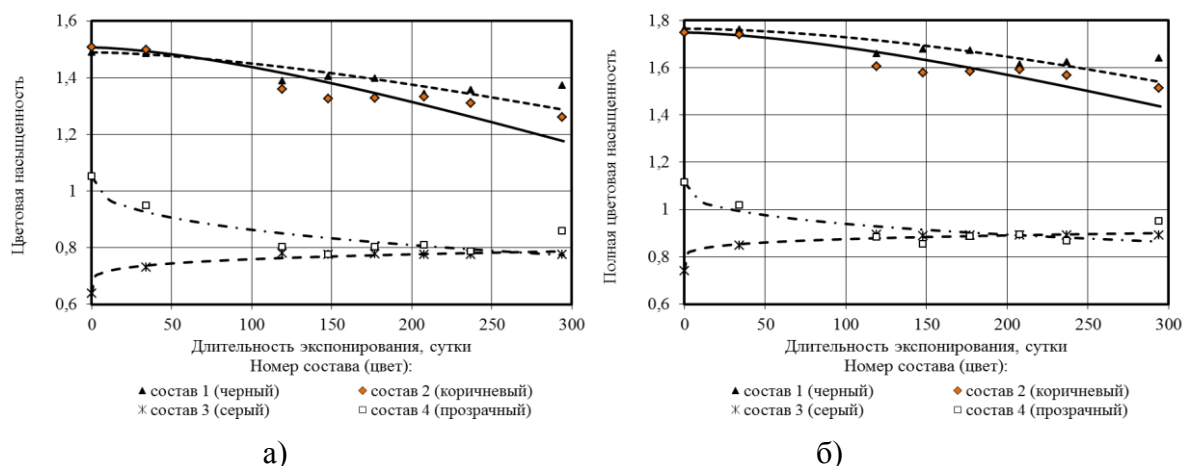 Цветовая насыщенность
1,6
1,4
1,2
1
0,8
0,6
0 50 100 150 200 250 300
Длительность экспонирования, сутки
Номер состава (цвет):
состав 1 (черный) состав 2 (коричневый)
состав 3 (серый) состав 4 (прозрачный)
а)
Полная цветовая насыщенность
1,8
1,6
1,4
1,2
1
0,8
0,6
0 50 100 150 200 250 300
Длительность экспонирования, сутки
Номер состава (цвет):
состав 1 (черный) состав 2 (коричневый)
состав 3 (серый) состав 4 (прозрачный)
б)